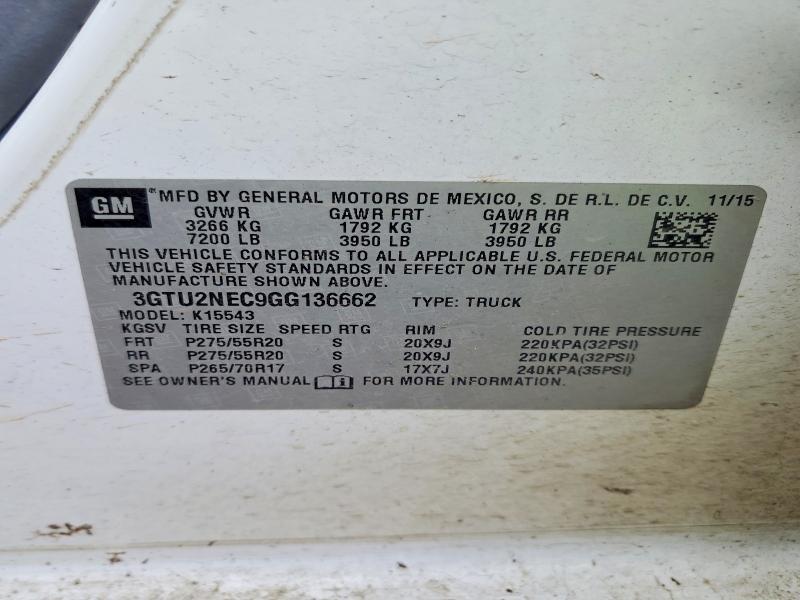 GM ® MFD BY GENERAL MOTORS DE MEXICO, S. DE R.L. DE C.V. 11/15
GVWR GAWR FRT GAWR RR
3266 KG 1792 KG 1792 KG
7200 LB 3950 LB 3950 LB
THIS VEHICLE CONFORMS TO ALL APPLICABLE U.S. FEDERAL MOTOR
VEHICLE SAFETY STANDARDS IN EFFECT ON THE DATE OF
MANUFACTURE SHOWN ABOVE.
3GTU2NEC9GG136662 TYPE: TRUCK
MODEL: K15543
KGSV TIRE SIZE SPEED RTG RIM COLD TIRE PRESSURE
FRT P275/55R20 S 20X9J 220KPA(32PSI)
RR P275/55R20 S 20X9J 220KPA(32PSI)
SPA P265/70R17 S 17X7J 240KPA(35PSI)
SEE OWNER'S MANUAL FOR MORE INFORMATION.